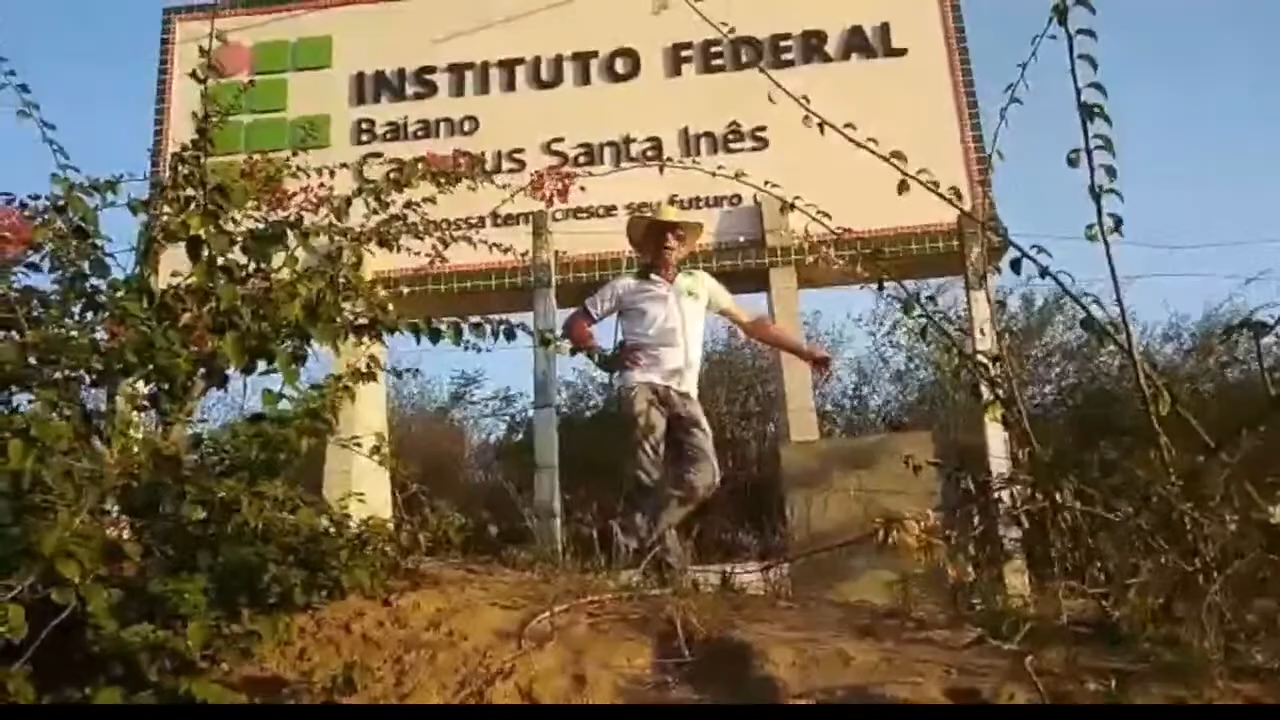 INSTITUTO FEDERAL
Baiano
Campus Santa Inês
nossa terra cresce seu futuro